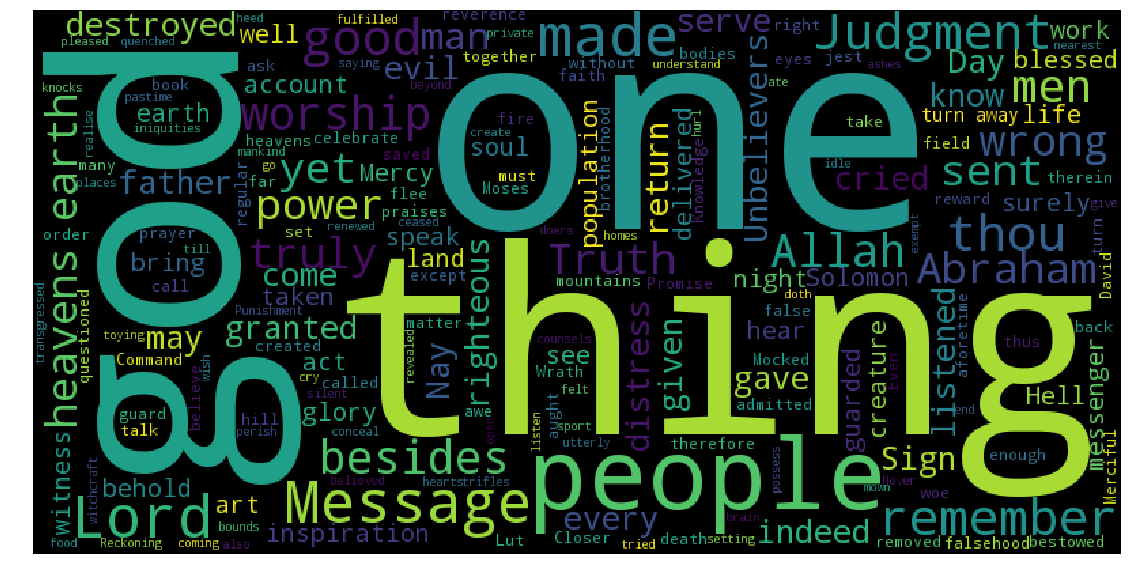 god
one
thing
people
Message
Lord
good
made
Judgment
worship
power
truly
besides
remember
Abraham
Allah
Truth
thou
wrong
sent
men
man
evil
yet
heavens earth
destroyed
well
serve
work
Day
blessed
know
turn away
life
account
soul
Mercy
father
bring
come
granted
act
glory
may
behold
art
witness
inspiration
every
indeed
Sign
given
see
gave
distress
righteous
Nay
land
speak
hear
night
Solomon
surely
cried
return
population
delivered
Unbelievers
listened
creature
guarded
messenger
Hell
falsehood
bestowed
removed
death
setting
Closer
tried
Lut
pleased
quenched
heed
fulfilled
reverence
private
saying
together
without
bodies
understand
right
eyes
jest
nearest
ate
ashes
faith
beyond
ask
knocks
book
pastime
earth
iniquities
realise
many
places
heavens
celebrate
mankind
create
fire
saved
go
far
flee
must
Moses
brotherhood
Knowledge
hurl
take
idle
field
therein
reward
give
turn
regular
order
prayer
till
call
praises
renewed
ceased
set
doers
homes
except
mountains
Promise
exempt
David
back
aforetime
even
doth
false
matter
taken
Punishment
created
called
counsels
revealed
Wrath
felt
awe
aught
Mocked
admitted
thus
toying
Command
questioned
transgressed
believe
wish
cry
silent
hill
perish
conceal
guard
talk
listen
sport
utterly
therefore
open
possess
enough
end
Merciful
woe
Never
mown
brain
believed
heartstrifles
witchcraft
bounds
food
Reckoning
coming
also